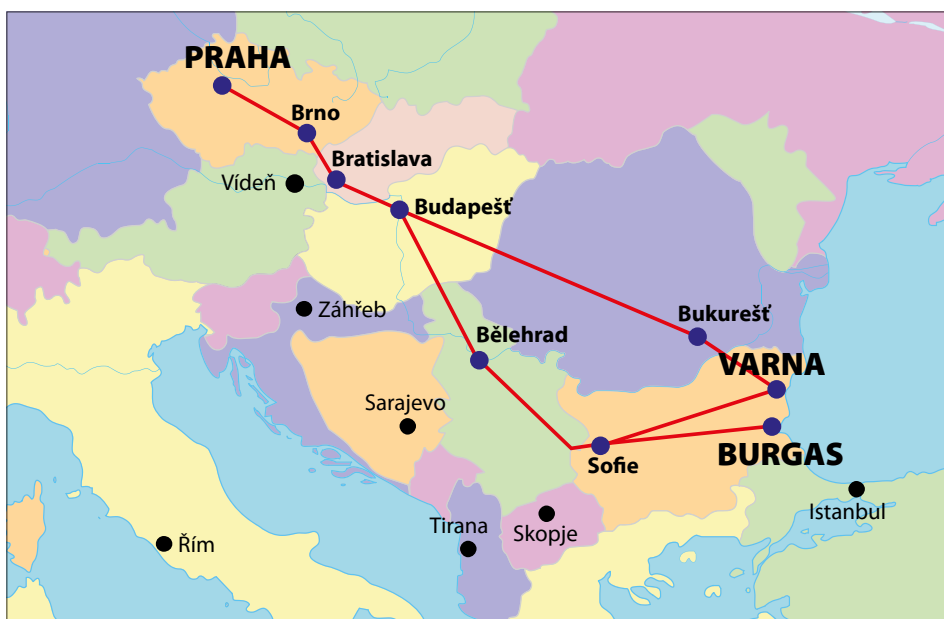 PRAHA
Brno
Bratislava
Vídeň
Budapešť
Záhřeb
Bukurešť
Bělehrad
VARNA
Sarajevo
BURGAS
Sofie
Istanbul
Tirana
Skopje
Řím